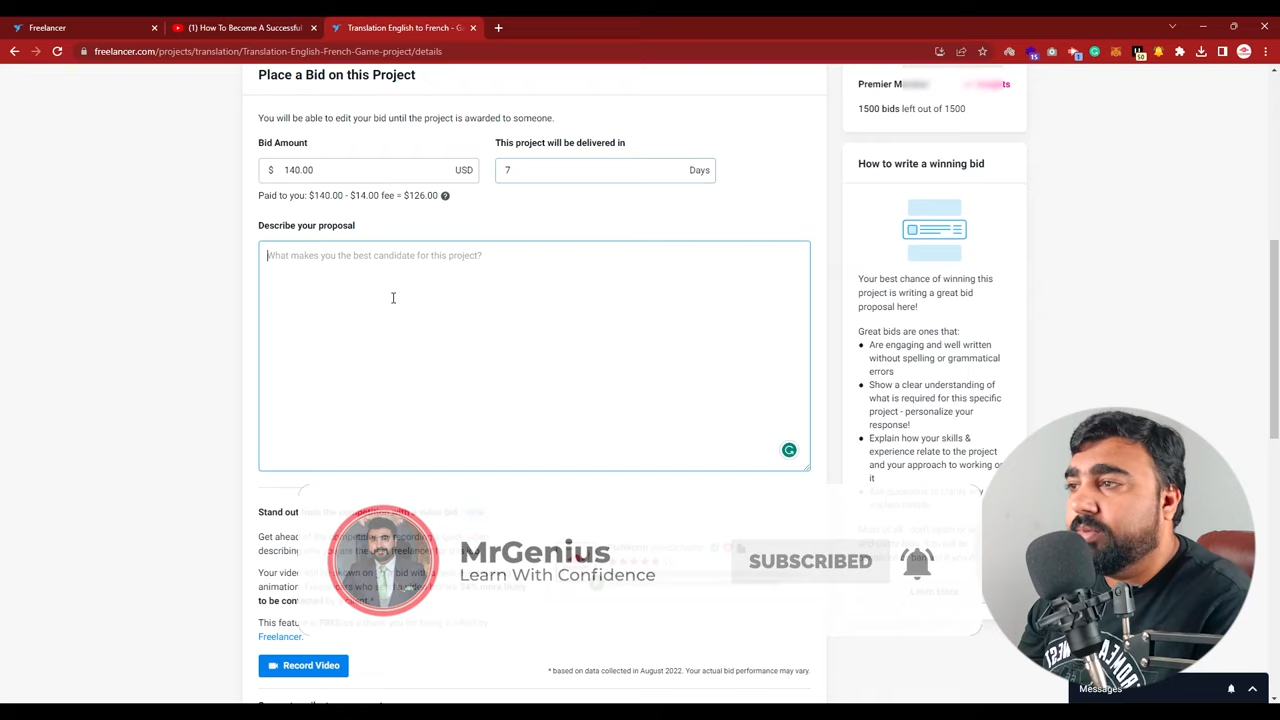 Freelancer
(1) How To Become A Successful
Translation English to French - G
freelancer.com/projects/translation/Translation-English-French-Game-project/details
Place a Bid on this Project
You will be able to edit your bid until the project is awarded to someone.
Bid Amount
This project will be delivered in
$ 140.00 USD
7 Days
Paid to you: $140.00 - $14.00 fee = $126.00
Describe your proposal
What makes you the best candidate for this project?
Premier M
1500 bids left out of 1500
How to write a winning bid
Your best chance of winning this
project is writing a great bid
proposal here!
Great bids are ones that:
Are engaging and well written
without spelling or grammatical
errors
Show a clear understanding of
what is required for this specific
project - personalize your
response!
Explain how your skills &
experience relate to the project
and your approach to working on
it
Stand out
Get ahead
describing
Your video
animation.
to be con
This feature is
Freelancer.
MrGenius
Learn With Confidence
SUBSCRIBED
Record Video
* based on data collected in August 2022. Your actual bid performance may vary.
Messages